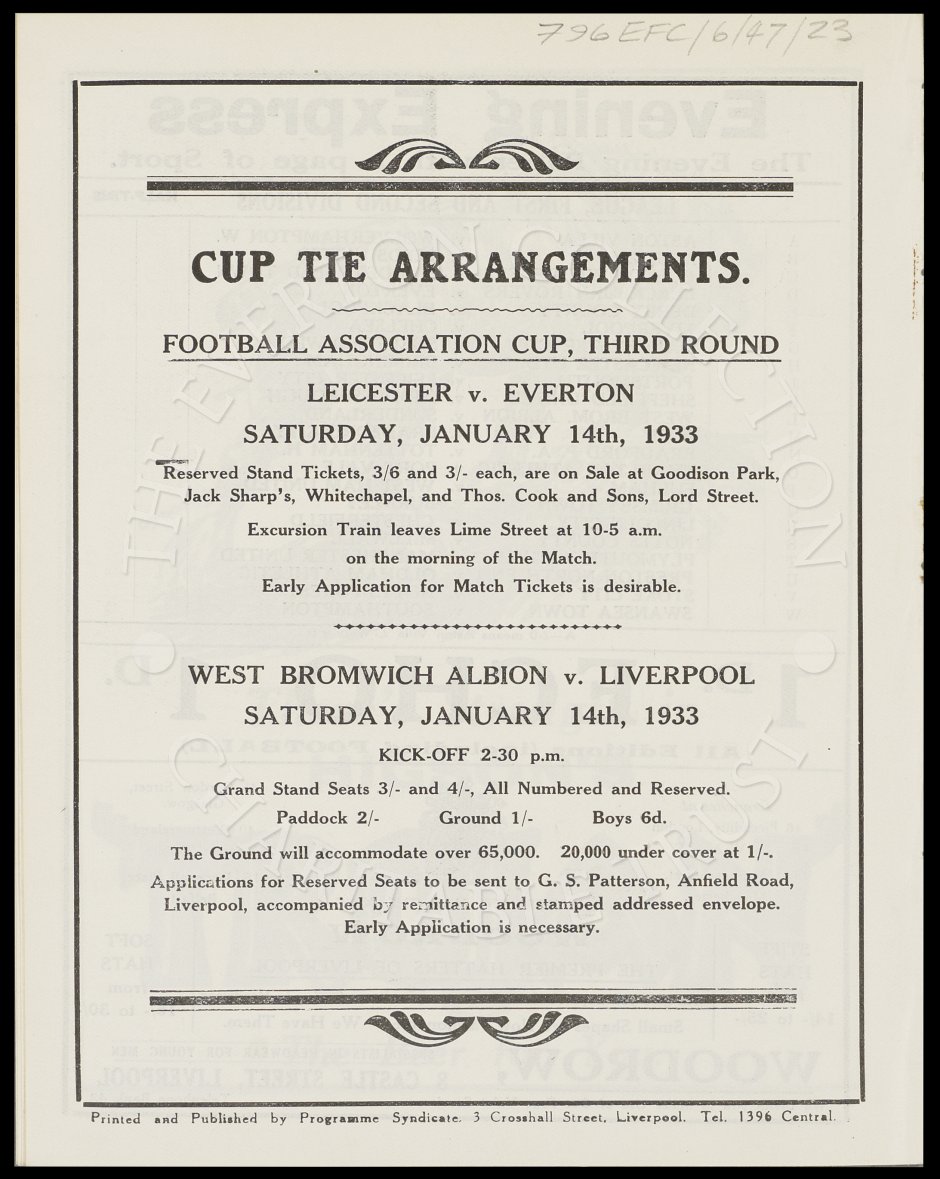 796 EFC/6/47/23
CUP TIE ARRANGEMENTS.
FOOTBALL ASSOCIATION CUP, THIRD ROUND
LEICESTER v. EVERTON
SATURDAY, JANUARY 14th, 1933
Reserved Stand Tickets, 3/6 and 3/- each, are on Sale at Goodison Park,
Jack Sharp's, Whitechapel, and Thos. Cook and Sons, Lord Street.
Excursion Train leaves Lime Street at 10-5 a.m.
on the morning of the Match.
Early Application for Match Tickets is desirable.
WEST BROMWICH ALBION v. LIVERPOOL
SATURDAY, JANUARY 14th, 1933
KICK-OFF 2-30 p.m.
Grand Stand Seats 3/- and 4/-, All Numbered and Reserved.
Paddock 2/- Ground 1/- Boys 6d.
The Ground will accommodate over 65,000. 20,000 under cover at 1/-.
Applications for Reserved Seats to be sent to G. S. Patterson, Anfield Road,
Liverpool, accompanied by remittance and stamped addressed envelope.
Early Application is necessary.
Printed and Published by Programme Syndicate, 3 Crosshall Street, Liverpool. Tel. 1396 Central.
THE EVERTON COLLECTION
CHARITABLE TRUST